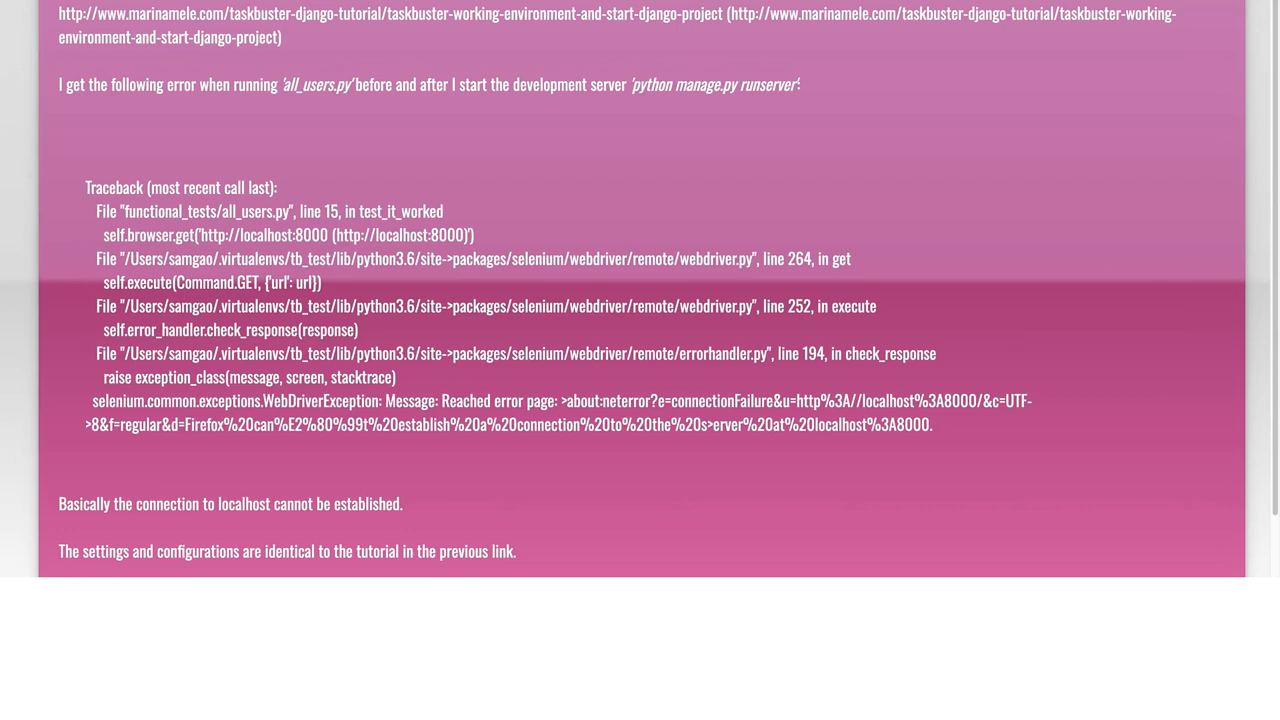 http://www.marinamele.com/taskbuster-django-tutorial/taskbuster-working-environment-and-start-django-project (http://www.marinamele.com/taskbuster-django-tutorial/taskbuster-working-
environment-and-start-django-project)
I get the following error when running 'all_users.py' before and after I start the development server 'python manage.py runserver':
Traceback (most recent call last):
File "functional_tests/all_users.py", line 15, in test_it_worked
self.browser.get('http://localhost:8000 (http://localhost:8000)')
File "/Users/samgao/.virtualenvs/tb_test/lib/python3.6/site->packages/selenium/webdriver/remote/webdriver.py", line 264, in get
self.execute(Command.GET, {'url': url})
File "/Users/samgao/.virtualenvs/tb_test/lib/python3.6/site->packages/selenium/webdriver/remote/webdriver.py", line 252, in execute
self.error_handler.check_response(response)
File "/Users/samgao/.virtualenvs/tb_test/lib/python3.6/site->packages/selenium/webdriver/remote/errorhandler.py", line 194, in check_response
raise exception_class(message, screen, stacktrace)
selenium.common.exceptions.WebDriverException: Message: Reached error page: >about:neterror?e=connectionFailure&u=http%3A//localhost%3A8000/&c=UTF-
>8&f=regular&d=Firefox%20can%E2%80%99t%20establish%20a%20connection%20to%20the%20s>erver%20at%20localhost%3A8000.
Basically the connection to localhost cannot be established.
The settings and configurations are identical to the tutorial in the previous link.